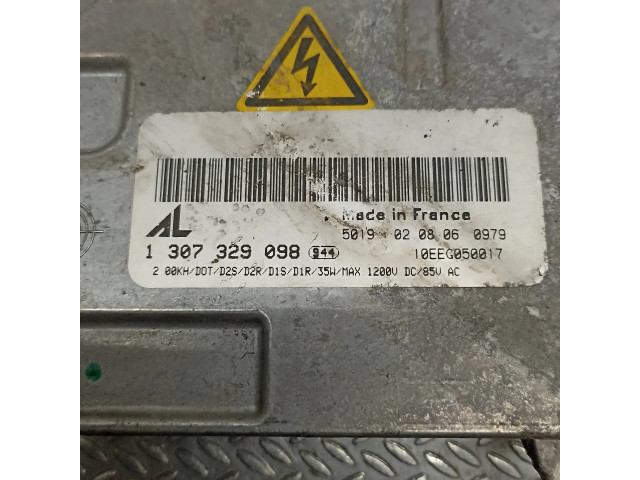 AL
Made in France
5019 02 08 06 0979
1 307 329 098 944 10EEG050017
2 00KH/DOT/D2S/D2R/D1S/D1R/35W/MAX 1200V DC/85V AC